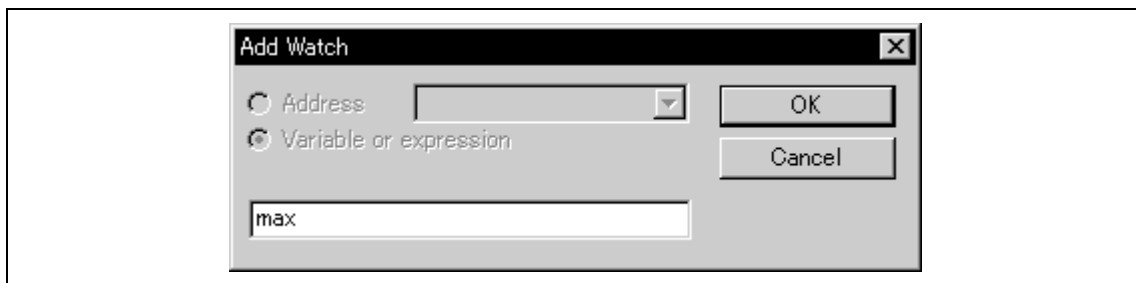 Add Watch
Address
OK
Variable or expression
Cancel
max